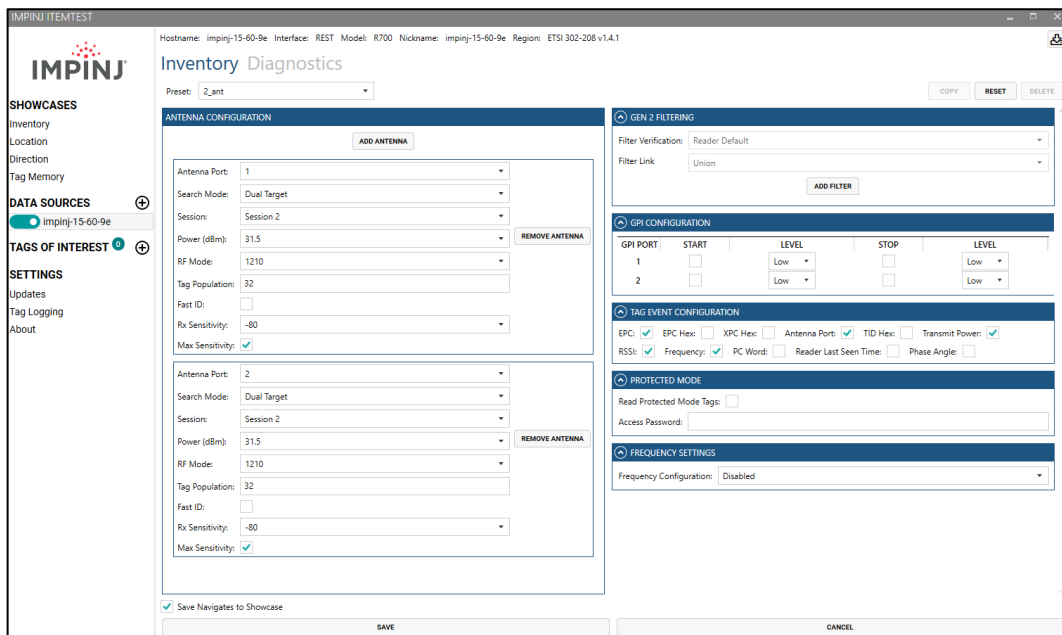 IMPINJ ITEMTEST
Hostname: impinj-15-60-9e Interface: REST Model: R700 Nickname: impinj-15-60-9e Region: ETSI 302-208 v1.4.1
IMPINJ
Inventory Diagnostics
Preset: 2_ant
COPY RESET DELETE
SHOWCASES
Inventory
Location
Direction
Tag Memory
DATA SOURCES
impinj-15-60-9e
TAGS OF INTEREST 0
SETTINGS
Updates
Tag Logging
About
ANTENNA CONFIGURATION
ADD ANTENNA
Antenna Port: 1
Search Mode: Dual Target
Session: Session 2
Power (dBm): 31.5
REMOVE ANTENNA
RF Mode: 1210
Tag Population: 32
Fast ID:
Rx Sensitivity: -80
Max Sensitivity:
Antenna Port: 2
Search Mode: Dual Target
Session: Session 2
Power (dBm): 31.5
REMOVE ANTENNA
RF Mode: 1210
Tag Population: 32
Fast ID:
Rx Sensitivity: -80
Max Sensitivity:
GEN 2 FILTERING
Filter Verification: Reader Default
Filter Link Union
ADD FILTER
GPI CONFIGURATION
GPI PORT START LEVEL STOP LEVEL
1 Low Low
2 Low Low
TAG EVENT CONFIGURATION
EPC: EPC Hex: XPC Hex: Antenna Port: TID Hex: Transmit Power:
RSSI: Frequency: PC Word: Reader Last Seen Time: Phase Angle:
PROTECTED MODE
Read Protected Mode Tags:
Access Password:
FREQUENCY SETTINGS
Frequency Configuration: Disabled
Save Navigates to Showcase
SAVE CANCEL